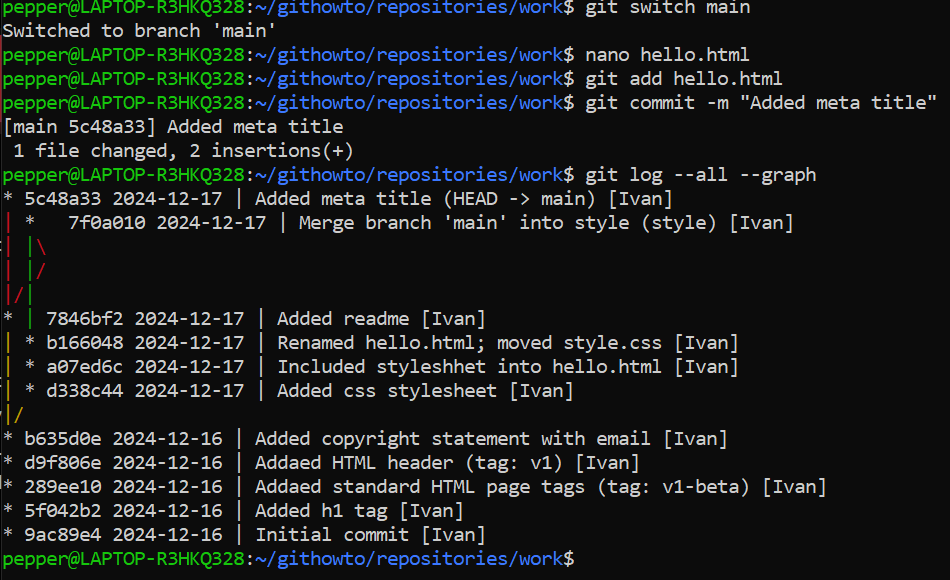 pepper@LAPTOP-R3HKQ328:~/githowto/repositories/work$ git switch main
Switched to branch 'main'
pepper@LAPTOP-R3HKQ328:~/githowto/repositories/work$ nano hello.html
pepper@LAPTOP-R3HKQ328:~/githowto/repositories/work$ git add hello.html
pepper@LAPTOP-R3HKQ328:~/githowto/repositories/work$ git commit -m "Added meta title"
[main 5c48a33] Added meta title
 1 file changed, 2 insertions(+)
pepper@LAPTOP-R3HKQ328:~/githowto/repositories/work$ git log --all --graph
* 5c48a33 2024-12-17 | Added meta title (HEAD -> main) [Ivan]
| *   7f0a010 2024-12-17 | Merge branch 'main' into style (style) [Ivan]
| |\
| |/
|/|
* | 7846bf2 2024-12-17 | Added readme [Ivan]
| * b166048 2024-12-17 | Renamed hello.html; moved style.css [Ivan]
| * a07ed6c 2024-12-17 | Included styleshhet into hello.html [Ivan]
| * d338c44 2024-12-17 | Added css stylesheet [Ivan]
|/
* b635d0e 2024-12-16 | Added copyright statement with email [Ivan]
* d9f806e 2024-12-16 | Addaed HTML header (tag: v1) [Ivan]
* 289ee10 2024-12-16 | Addaed standard HTML page tags (tag: v1-beta) [Ivan]
* 5f042b2 2024-12-16 | Added h1 tag [Ivan]
* 9ac89e4 2024-12-16 | Initial commit [Ivan]
pepper@LAPTOP-R3HKQ328:~/githowto/repositories/work$